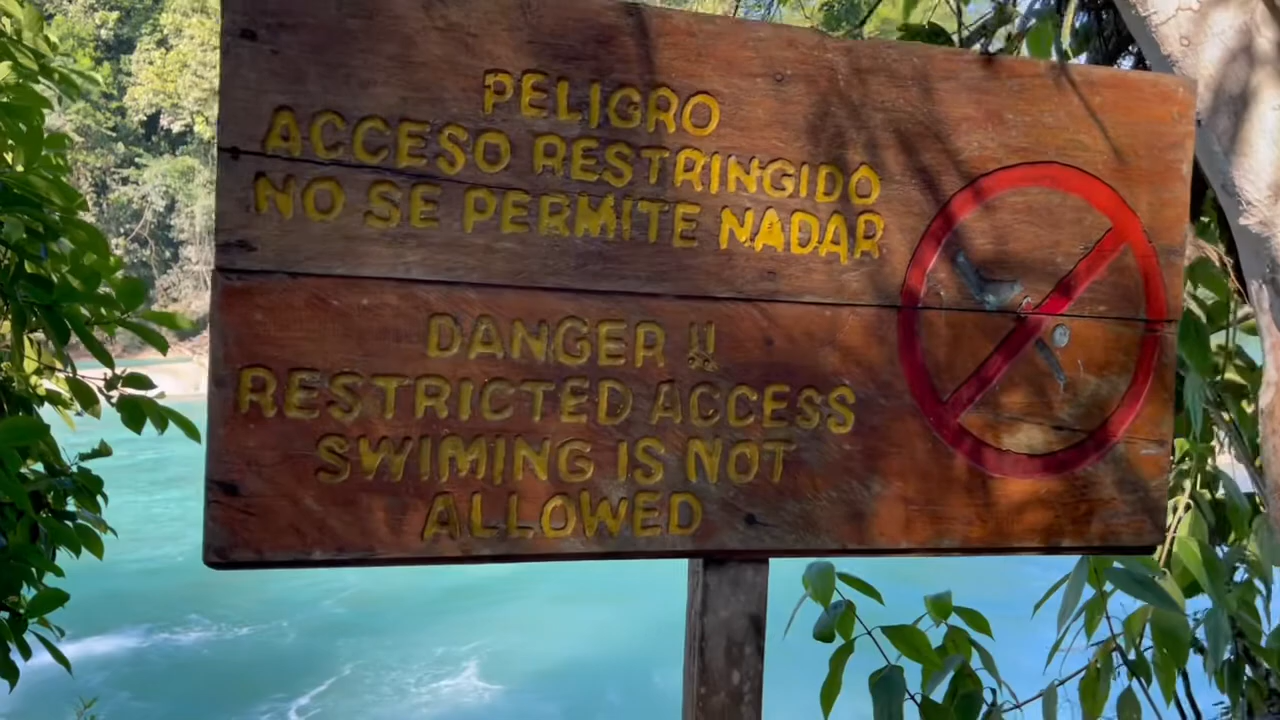 PELIGRO
ACCESO RESTRINGIDO
NO SE PERMITE NADAR
DANGER !!
RESTRICTED ACCESS
SWIMING IS NOT
ALLOWED